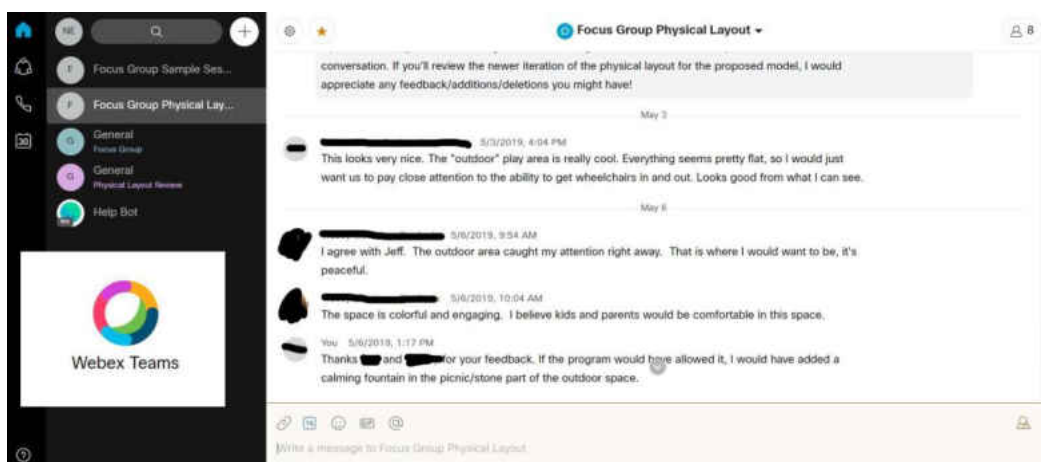 NE
Focus Group Physical Layout
8
F Focus Group Sample Ses...
F Focus Group Physical Lay...
30
G General
Focus Group
G General
Physical Layout Review
Help Bot
Webex Teams
conversation. If you'll review the newer iteration of the physical layout for the proposed model, I would
appreciate any feedback/additions/deletions you might have!
May 3
5/3/2019, 4:04 PM
This looks very nice. The "outdoor" play area is really cool. Everything seems pretty flat, so I would just
want us to pay close attention to the ability to get wheelchairs in and out. Looks good from what I can see.
May 6
5/6/2019, 9:54 AM
I agree with Jeff. The outdoor area caught my attention right away. That is where I would want to be, it's
peaceful.
5/6/2019, 10:04 AM
The space is colorful and engaging. I believe kids and parents would be comfortable in this space.
You 5/6/2019, 1:17 PM
Thanks and for your feedback. If the program would have allowed it, I would have added a
calming fountain in the picnic/stone part of the outdoor space.
Write a message to Focus Group Physical Layout